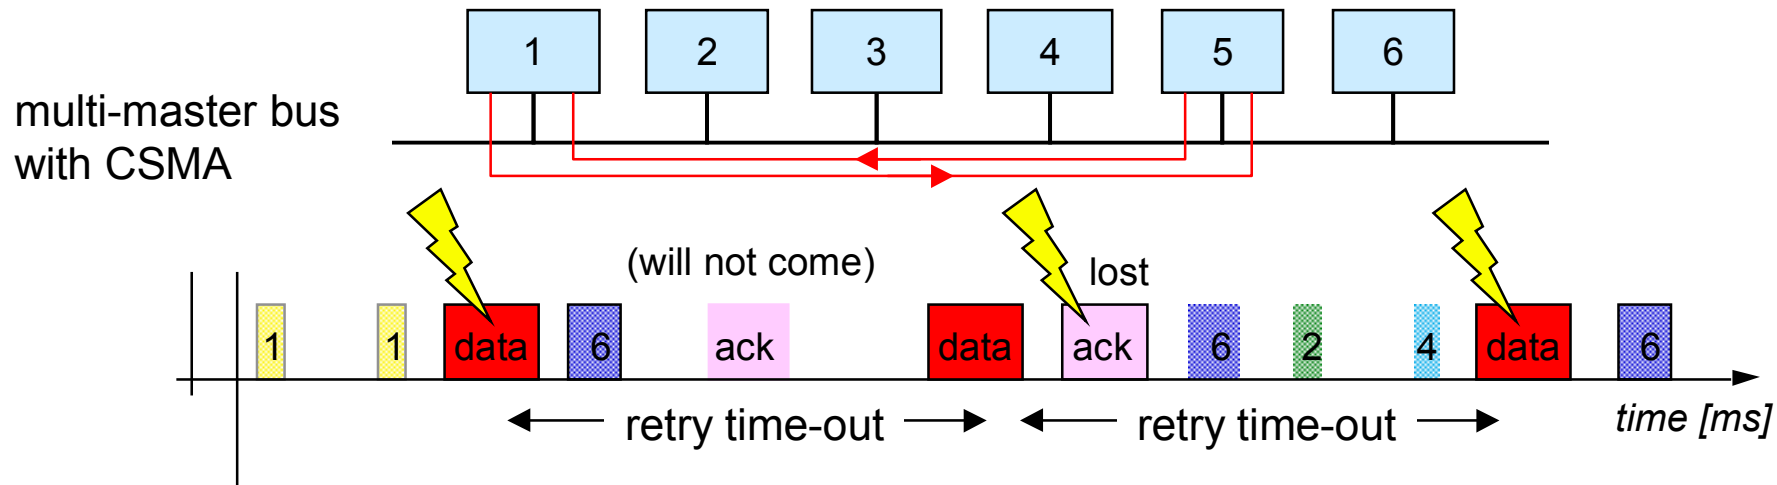 1 2 3 4 5 6
multi-master bus
with CSMA
(will not come)
lost
1 1 data 6 ack data ack 6 2 4 data 6
retry time-out retry time-out time [ms]